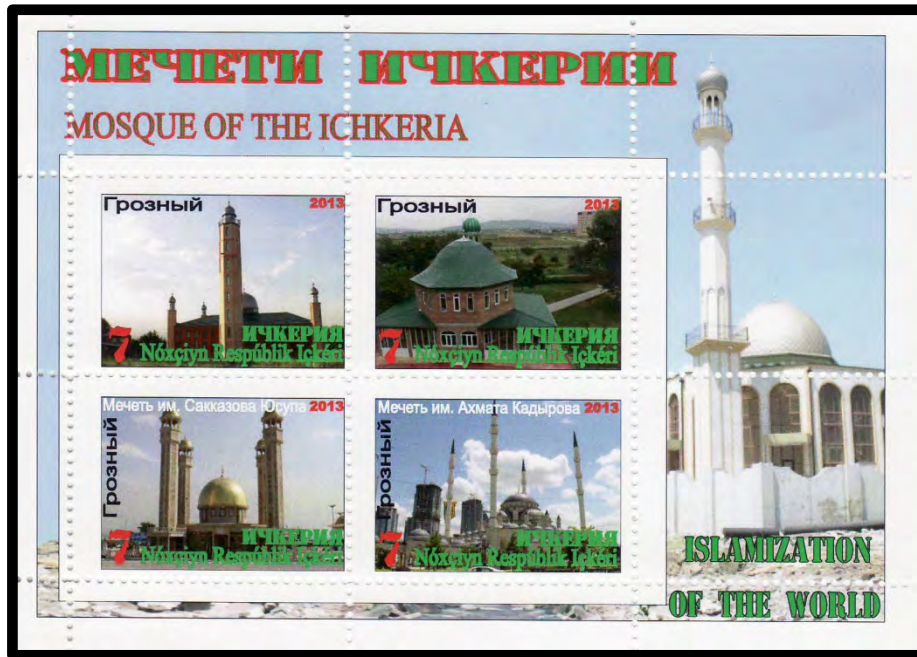 МЕЧЕТИ ИЧКЕРИИ
MOSQUE OF THE ICHKERIA
Грозный
2013
7
ИЧКЕРИЯ
Nóxçiyn Respúblik Içkéri
Грозный
2013
7
ИЧКЕРИЯ
Nóxçiyn Respúblik Içkéri
Мечеть им. Сакказова Юсупа 2013
Грозный
7
ИЧКЕРИЯ
Nóxçiyn Respúblik Içkéri
Мечеть им. Ахмата Кадырова 2013
Грозный
7
ИЧКЕРИЯ
Nóxçiyn Respúblik Içkéri
ISLAMIZATION
OF THE WORLD